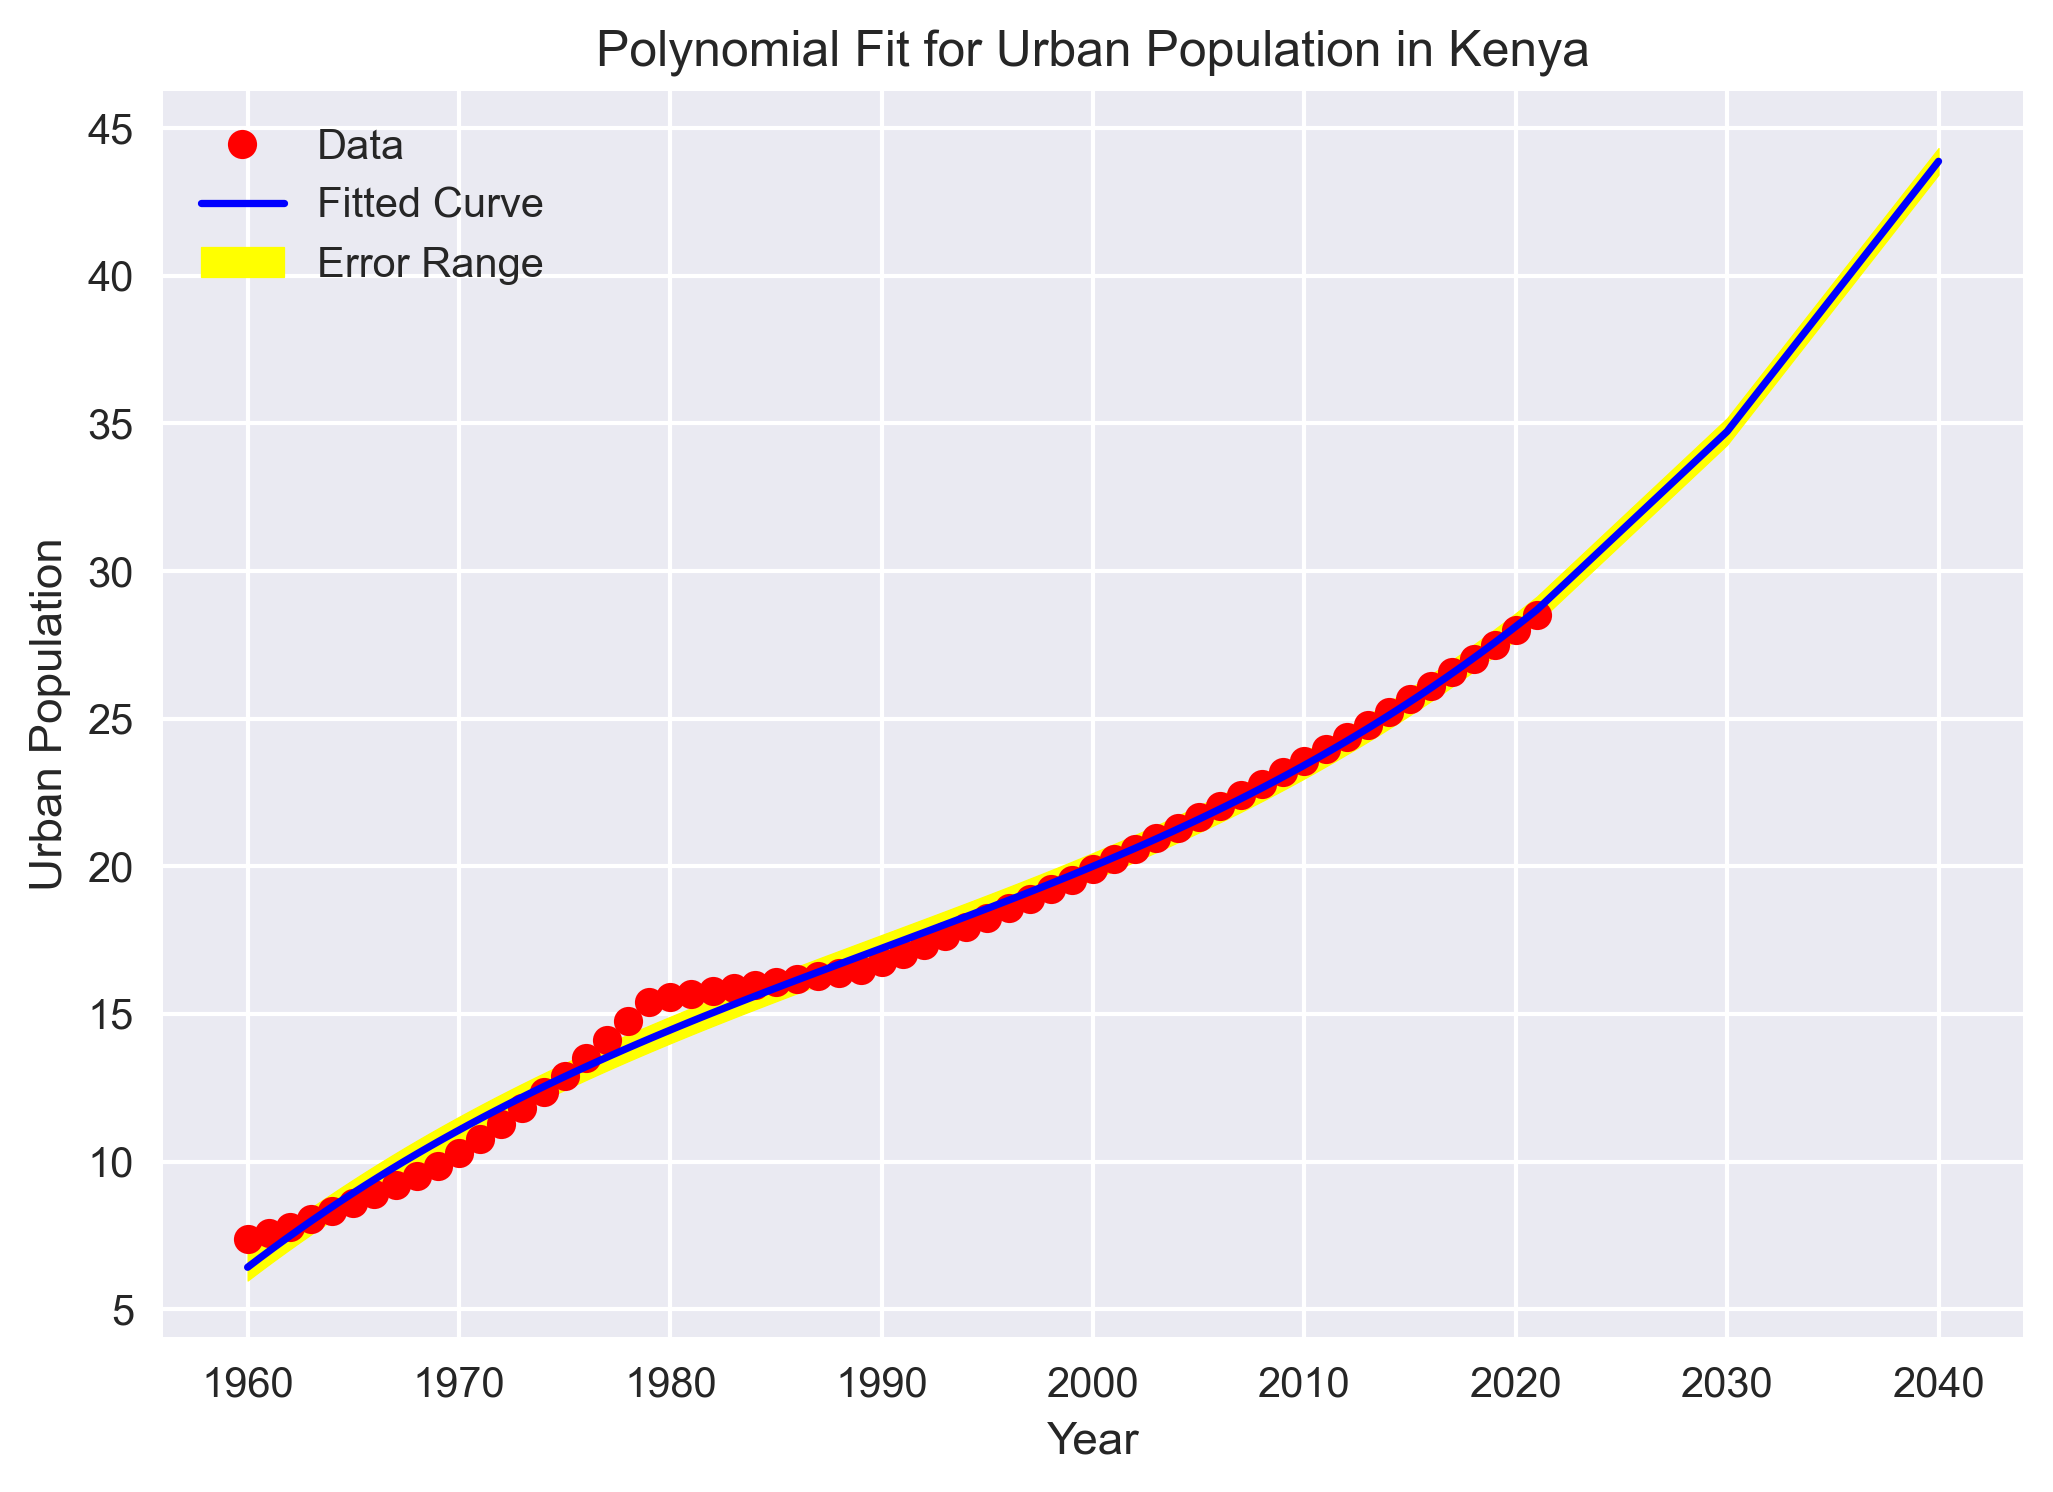 Polynomial Fit for Urban Population in Kenya
Data
Fitted Curve
Error Range
45
40
35
30
25
20
15
10
5
Urban Population
1960 1970 1980 1990 2000 2010 2020 2030 2040
Year